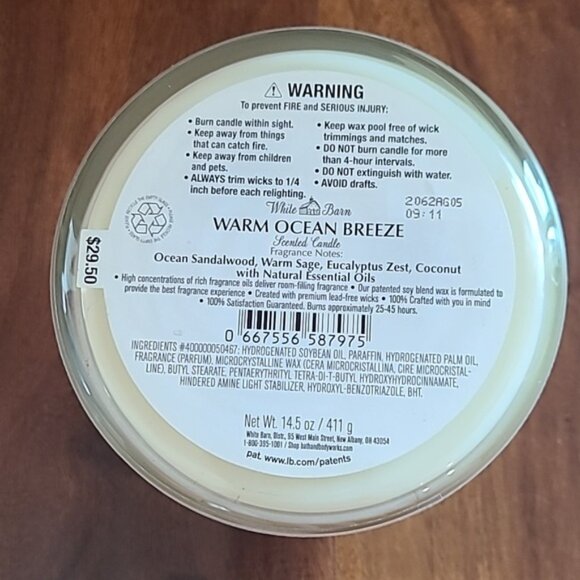 ⚠ WARNING
To prevent FIRE and SERIOUS INJURY:
• Burn candle within sight.
• Keep away from things
that can catch fire.
• Keep away from children
and pets.
• ALWAYS trim wicks to 1/4
inch before each relighting.
• Keep wax pool free of wick
trimmings and matches.
• DO NOT burn candle for more
than 4-hour intervals.
• DO NOT extinguish with water.
• AVOID drafts.
2062AG05
09:11
White Barn
WARM OCEAN BREEZE
Scented Candle
Fragrance Notes:
Ocean Sandalwood, Warm Sage, Eucalyptus Zest, Coconut
with Natural Essential Oils
• High concentrations of rich fragrance oils deliver room-filling fragrance • Our patented soy blend wax is formulated to
provide the best fragrance experience • Created with premium lead-free wicks • 100% Crafted with you in mind
• 100% Satisfaction Guaranteed. Burns approximately 25-45 hours.
$29.50
0 667556 587975
INGREDIENTS #400000050467: HYDROGENATED SOYBEAN OIL, PARAFFIN, HYDROGENATED PALM OIL,
FRAGRANCE (PARFUM), MICROCRYSTALLINE WAX (CERA MICROCRISTALLINA, CIRE MICROCRISTAL-
LINE), BUTYL STEARATE, PENTAERYTHRITYL TETRA-DI-T-BUTYL HYDROXYHYDROCINNAMATE,
HINDERED AMINE LIGHT STABILIZER, HYDROXYL-BENZOTRIAZOLE, BHT.
Net Wt. 14.5 oz / 411 g
White Barn, Distr., 95 West Main Street, New Albany, OH 43054
1-800-395-1001 / Shop bathandbodyworks.com
pat. www.lb.com/patents